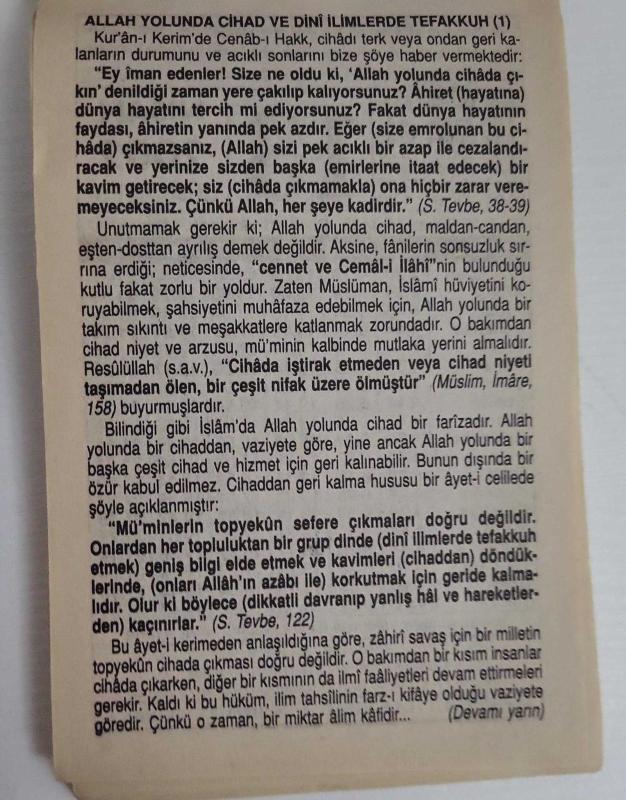 ALLAH YOLUNDA CİHAD VE DİNÎ İLİMLERDE TEFAKKUH (1)
Kur'ân-ı Kerim'de Cenâb-ı Hakk, cihâdı terk veya ondan geri ka-
lanların durumunu ve acıklı sonlarını bize şöye haber vermektedir:
“Ey îman edenler! Size ne oldu ki, ‘Allah yolunda cihâda çı-
kın’ denildiği zaman yere çakılıp kalıyorsunuz? Âhiret (hayatına)
dünya hayatını tercih mi ediyorsunuz? Fakat dünya hayatının
faydası, âhiretin yanında pek azdır. Eğer (size emrolunan bu ci-
hâda) çıkmazsanız, (Allah) sizi pek acıklı bir azap ile cezalandı-
racak ve yerinize sizden başka (emirlerine itaat edecek) bir
kavim getirecek; siz (cihâda çıkmamakla) ona hiçbir zarar vere-
meyeceksiniz. Çünkü Allah, her şeye kadirdir.” (S. Tevbe, 38-39)
Unutmamak gerekir ki; Allah yolunda cihad, maldan-candan,
eşten-dosttan ayrılış demek değildir. Aksine, fânilerin sonsuzluk sır-
rına erdiği; neticesinde, “cennet ve Cemâl-i İlâhî”nin bulunduğu
kutlu fakat zorlu bir yoldur. Zaten Müslüman, İslâmî hüviyetini ko-
ruyabilmek, şahsiyetini muhâfaza edebilmek için, Allah yolunda bir
takım sıkıntı ve meşakkatlere katlanmak zorundadır. O bakımdan
cihad niyet ve arzusu, mü'minin kalbinde mutlaka yerini almalıdır.
Resûlüllah (s.a.v.), “Cihâda iştirak etmeden veya cihad niyeti
taşımadan ölen, bir çeşit nifak üzere ölmüştür” (Müslim, İmâre,
158) buyurmuşlardır.
Bilindiği gibi İslâm'da Allah yolunda cihad bir farîzadır. Allah
yolunda bir cihaddan, vaziyete göre, yine ancak Allah yolunda bir
başka çeşit cihad ve hizmet için geri kalınabilir. Bunun dışında bir
özür kabul edilmez. Cihaddan geri kalma hususu bir âyet-i celilede
şöyle açıklanmıştır:
“Mü'minlerin topyekûn sefere çıkmaları doğru değildir.
Onlardan her topluluktan bir grup dinde (dinî ilimlerde tefakkuh
etmek) geniş bilgi elde etmek ve kavimleri (cihaddan) döndük-
lerinde, (onları Allâh'ın azâbı ile) korkutmak için geride kalma-
lıdır. Olur ki böylece (dikkatli davranıp yanlış hâl ve hareketler-
den) kaçınırlar.” (S. Tevbe, 122)
Bu âyet-i kerimeden anlaşıldığına göre, zâhirî savaş için bir milletin
topyekûn cihada çıkması doğru değildir. O bakımdan bir kısım insanlar
cihâda çıkarken, diğer bir kısmının da ilmî faâliyetleri devam ettirmeleri
gerekir. Kaldı ki bu hüküm, ilim tahsîlinin farz-ı kifâye olduğu vaziyete
göredir. Çünkü o zaman, bir miktar âlim kâfidir... (Devamı yarın)